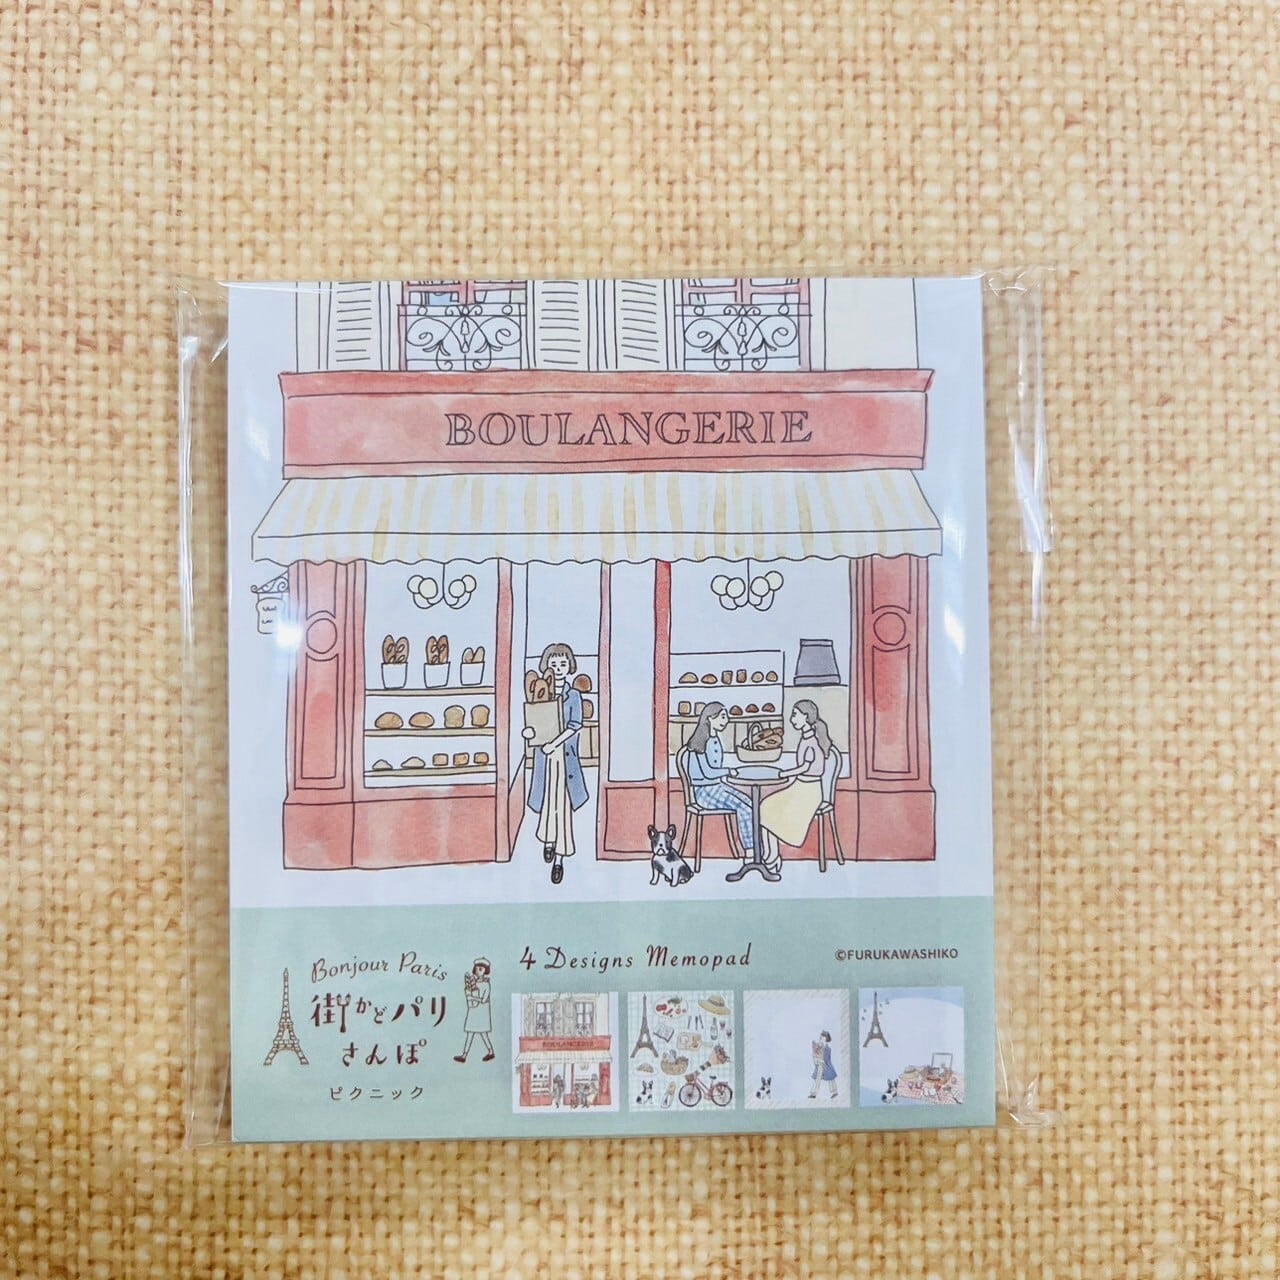 BOULANGERIE
4 Designs Memopad
©FURUKAWASHIKO
Bonjour Paris
街かどパリ
さんぽ
ピクニック
BOULANGERIE